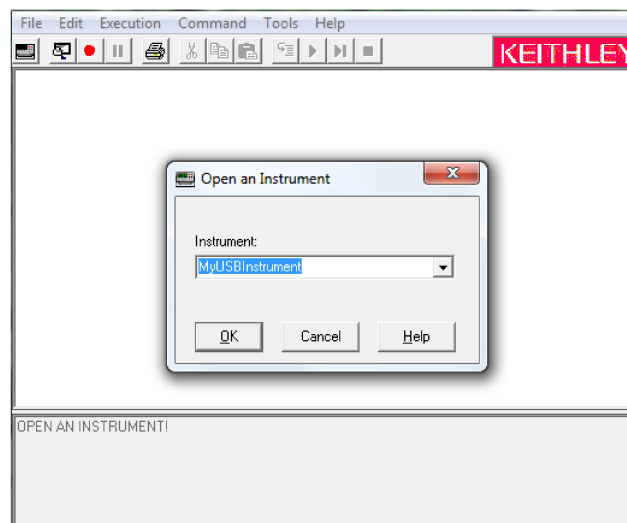 File Edit Execution Command Tools Help
KEITHLEY
Open an Instrument
Instrument:
MyUSBInstrument
OK Cancel Help
OPEN AN INSTRUMENT!